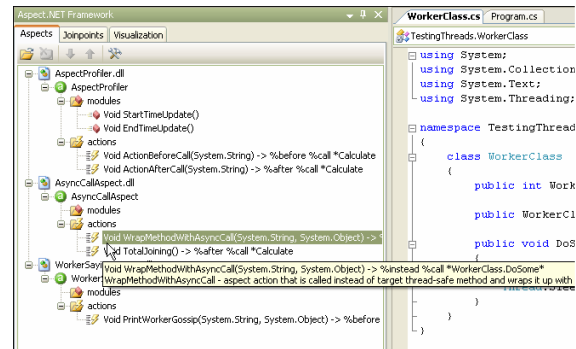 Aspect.NET Framework
Aspects Joinpoints Visualization
AspectProfiler.dll
AspectProfiler
modules
Void StartTimeUpdate()
Void EndTimeUpdate()
actions
Void ActionBeforeCall(System.String) -> %before %call *Calculate
Void ActionAfterCall(System.String) -> %after %call *Calculate
AsyncCallAspect.dll
AsyncCallAspect
modules
actions
Void WrapMethodWithAsyncCall(System.String, System.Object) ->
Void TotalJoining() -> %after %call *Calculate
Void WrapMethodWithAsyncCall(System.String, System.Object) -> %instead %call *WorkerClass.DoSome*
WrapMethodWithAsyncCall - aspect action that is called instead of target thread-safe method and wraps it up with
modules
actions
Void PrintWorkerGossip(System.String, System.Object) -> %before
WorkerClass.cs Program.cs
TestingThreads.WorkerClass
using System;
using System.Collection
using System.Text;
using System.Threading;
namespace TestingThread
{
class WorkerClass
{
public int Work
public WorkerCl
public void DoS
}
}
}